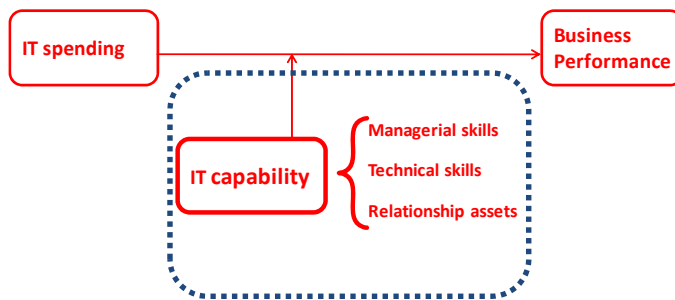 IT spending
Business
Performance
IT capability
Managerial skills
Technical skills
Relationship assets